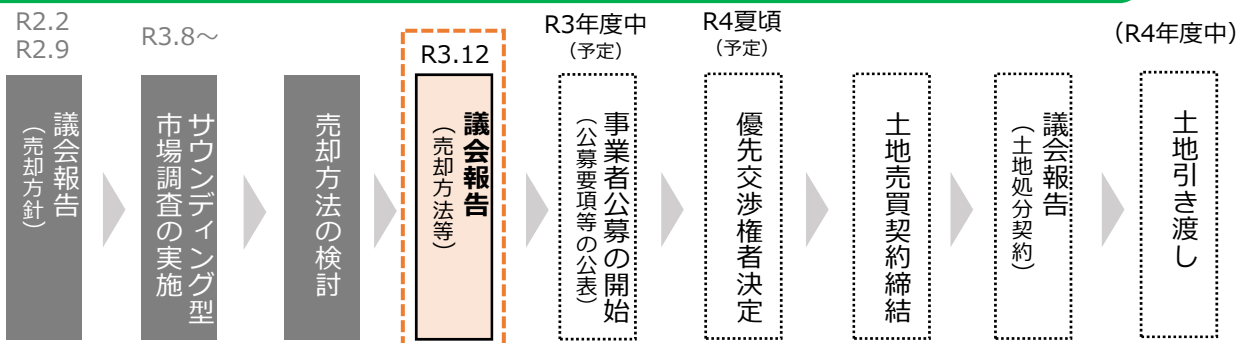 R2.2
R2.9
議会報告
（売却方針）
R3.8～
サウンディング型
市場調査の実施
売却方法の検討
R3.12
議会報告
（売却方法等）
R3年度中
（予定）
事業者公募の開始
（公募要項等の公表）
R4夏頃
（予定）
優先交渉権者決定
土地売買契約締結
議会報告
（土地処分契約）
（R4年度中）
土地引き渡し